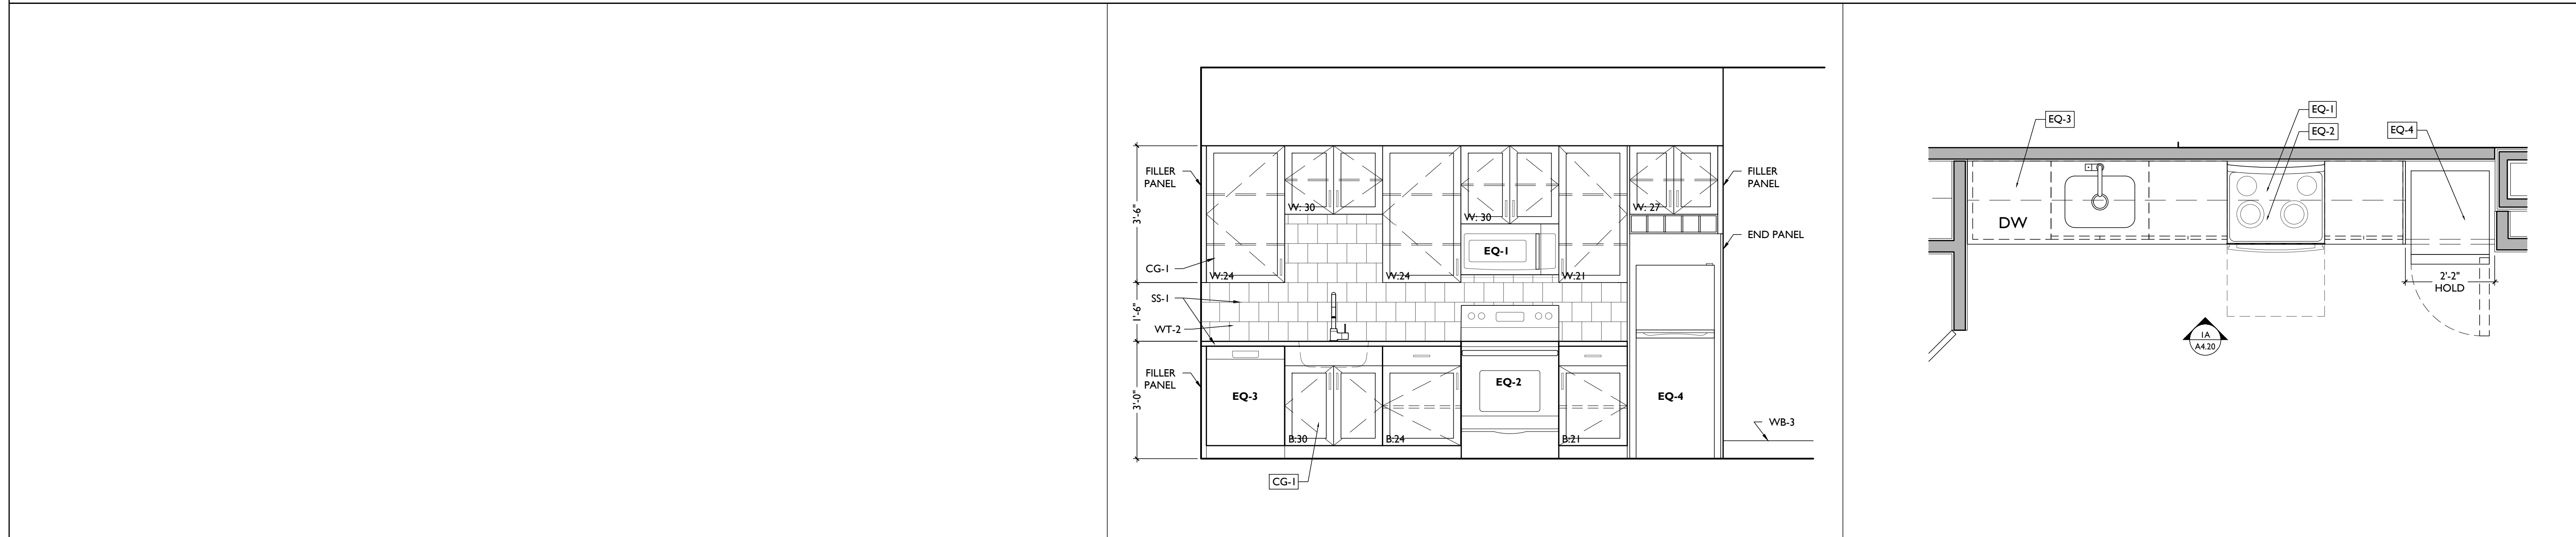 FILLER
PANEL
3'-6"
W: 30
W: 30
W: 27
FILLER
PANEL
END PANEL
EQ-1
CG-1
W:24
W:24
W:21
SS-1
1'-6"
WT-2
FILLER
PANEL
3'-0"
EQ-3
EQ-2
EQ-4
B:30
B:24
B:21
WB-3
CG-1
EQ-3
EQ-1
EQ-2
EQ-4
DW
2'-2"
HOLD
1A
A4.20